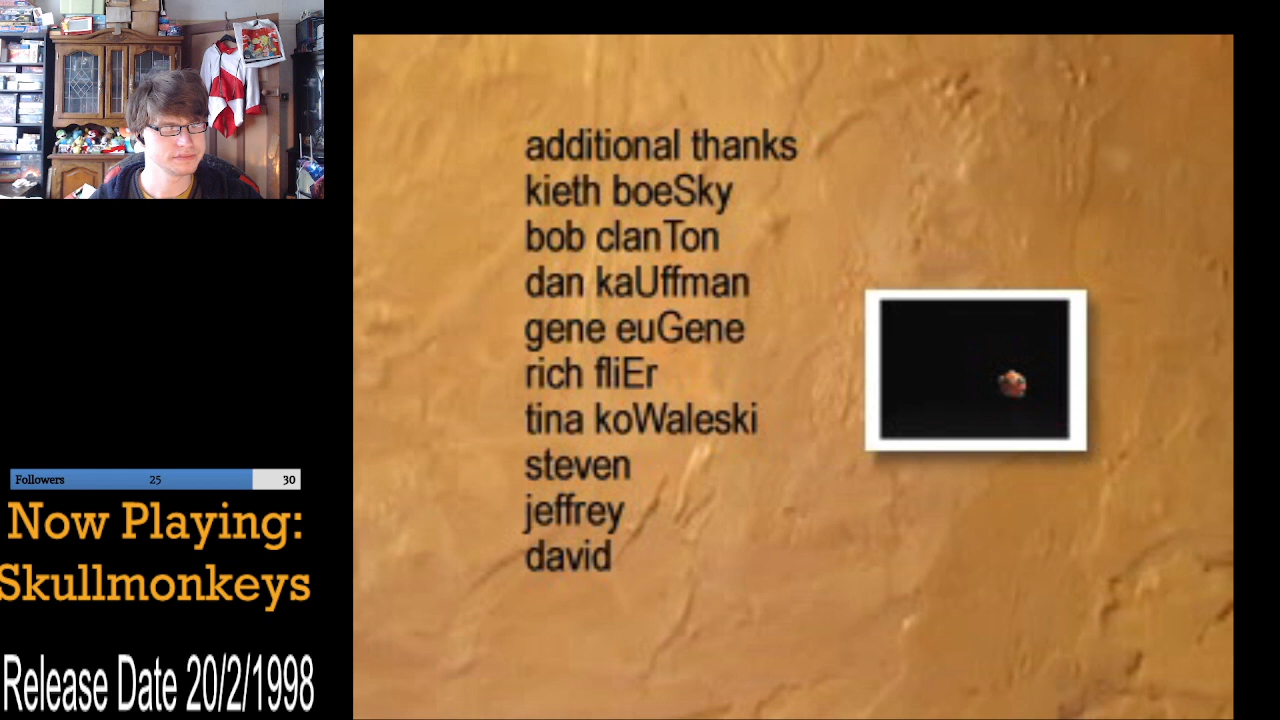 additional thanks
kieth boeSky
bob clanTon
dan kaUffman
gene euGene
rich fliEr
tina koWaleski
steven
jeffrey
david
Followers 25 30
Now Playing:
Skullmonkeys
Release Date 20/2/1998